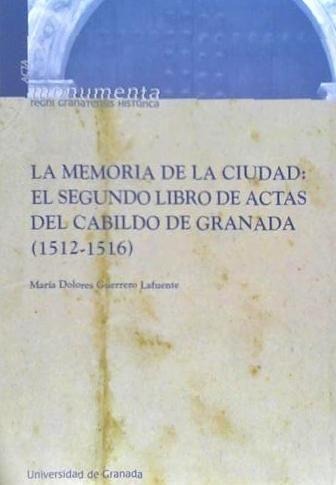 ACTA
monumenta
regni granatensis historica
LA MEMORIA DE LA CIUDAD:
EL SEGUNDO LIBRO DE ACTAS
DEL CABILDO DE GRANADA
(1512-1516)
María Dolores Guerrero Lafuente
Universidad de Granada